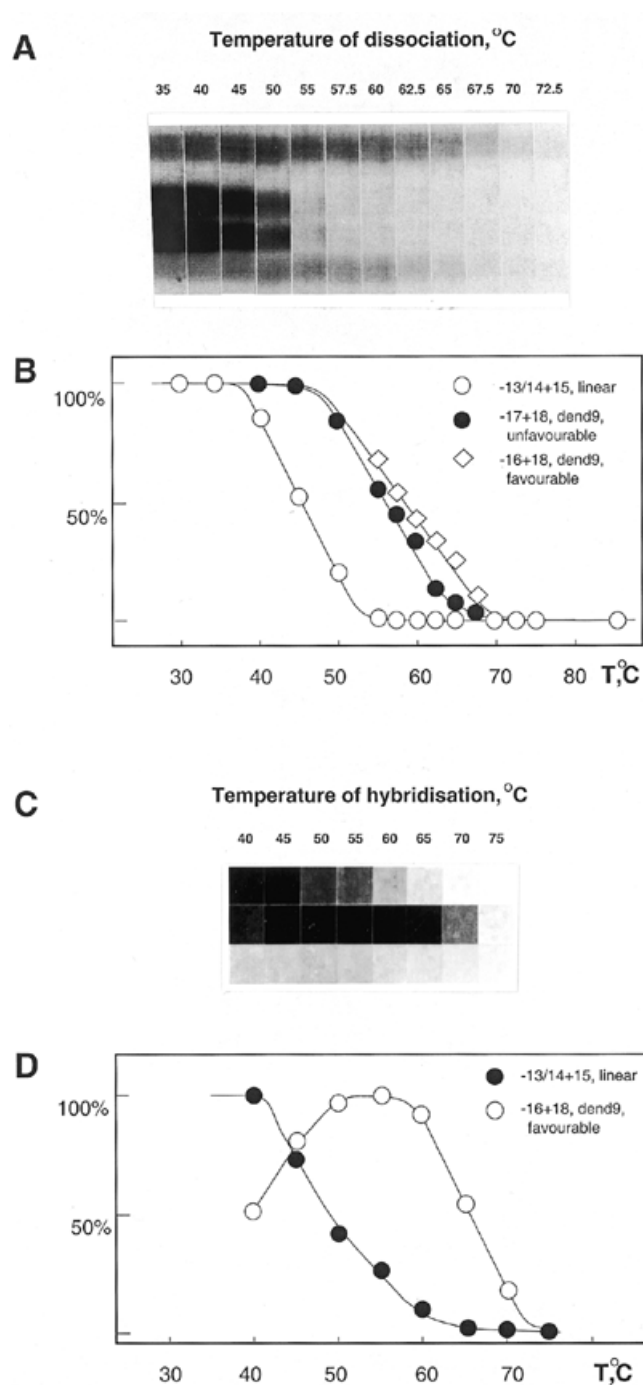 A
Temperature of dissociation, °C
35 40 45 50 55 57.5 60 62.5 65 67.5 70 72.5
B
100%
50%
-13/14+15, linear
-17+18, dend9,
unfavourable
-16+18, dend9,
favourable
30 40 50 60 70 80 T,°C
C
Temperature of hybridisation, °C
40 45 50 55 60 65 70 75
D
100%
50%
-13/14+15, linear
-16+18, dend9,
favourable
30 40 50 60 70 T,°C